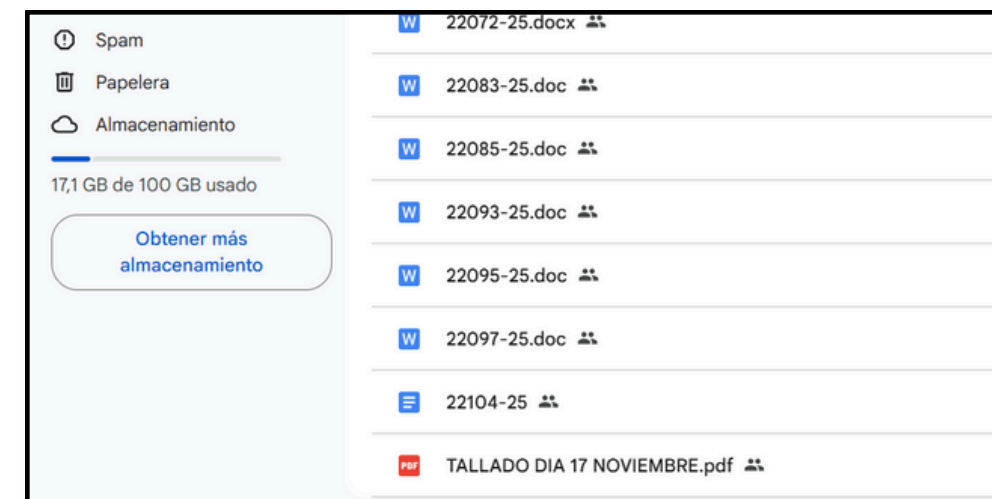 Spam
Papelera
Almacenamiento
17,1 GB de 100 GB usado
Obtener más
almacenamiento
W 22072-25.docx
W 22083-25.doc
W 22085-25.doc
W 22093-25.doc
W 22095-25.doc
W 22097-25.doc
22104-25
PDF TALLADO DIA 17 NOVIEMBRE.pdf